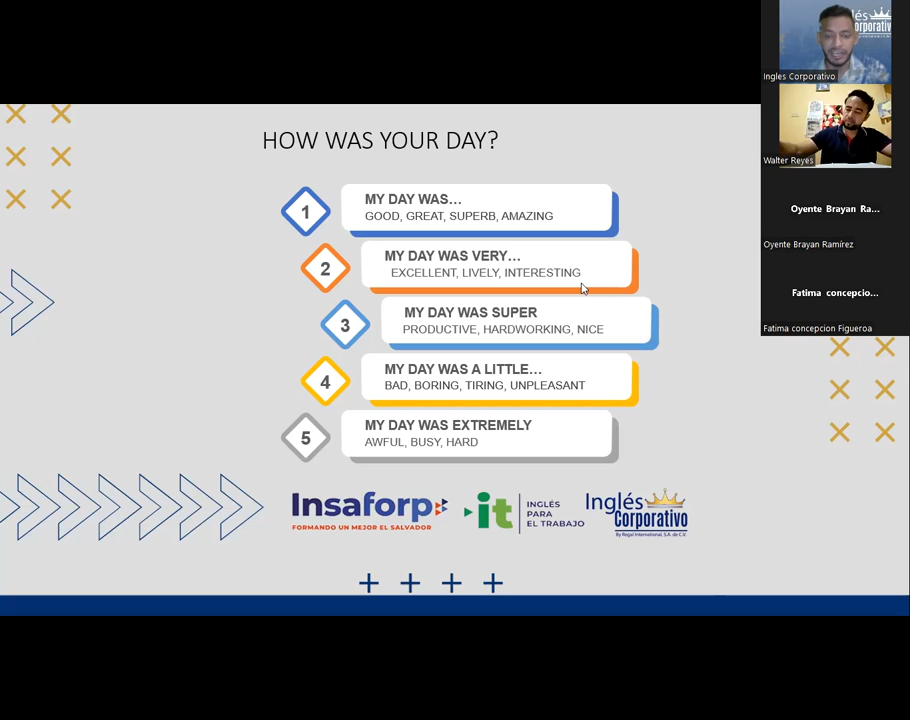 HOW WAS YOUR DAY?
1
MY DAY WAS...
GOOD, GREAT, SUPERB, AMAZING
2
MY DAY WAS VERY...
EXCELLENT, LIVELY, INTERESTING
3
MY DAY WAS SUPER
PRODUCTIVE, HARDWORKING, NICE
4
MY DAY WAS A LITTLE...
BAD, BORING, TIRING, UNPLEASANT
5
MY DAY WAS EXTREMELY
AWFUL, BUSY, HARD
Insaforp
FORMANDO UN MEJOR EL SALVADOR
it
INGLÉS
PARA
EL TRABAJO
Inglés
Corporativo
By Regal International, S.A. de C.V.
Ingles Corporativo
Walter Reyes
Oyente Brayan Ra...
Oyente Brayan Ramírez
Fatima concepcio...
Fatima concepcion Figueroa